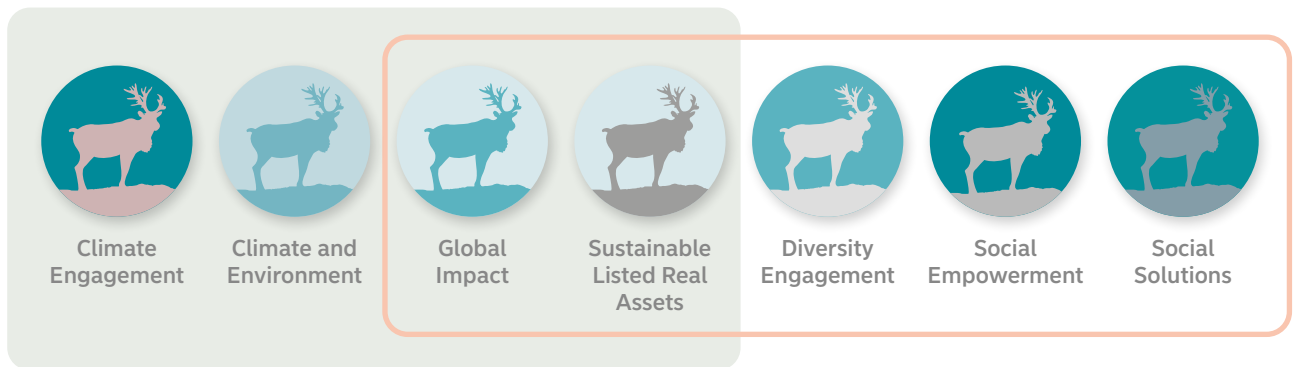 Climate
Engagement
Climate and
Environment
Global
Impact
Sustainable
Listed Real
Assets
Diversity
Engagement
Social
Empowerment
Social
Solutions